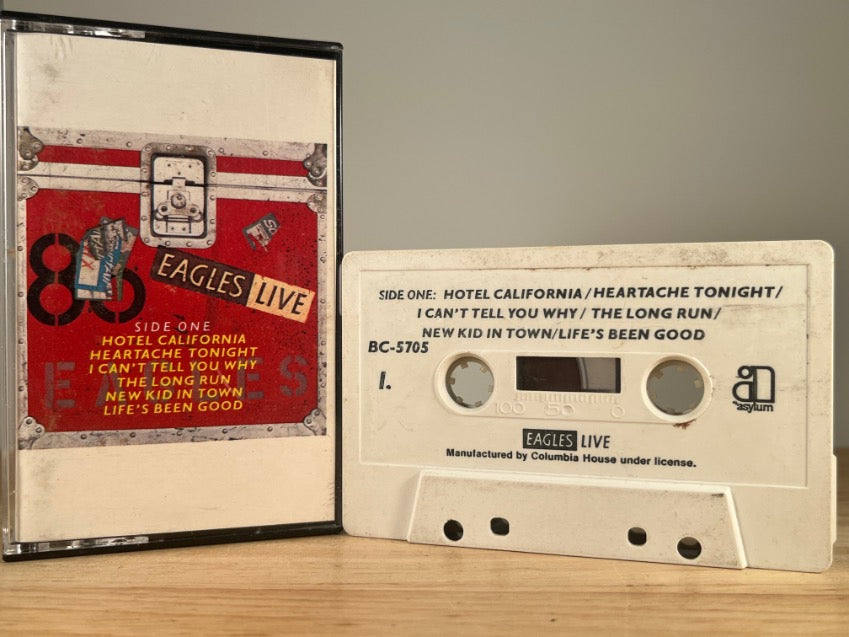 86
EAGLES LIVE
SIDE ONE
HOTEL CALIFORNIA
HEARTACHE TONIGHT
I CAN'T TELL YOU WHY
THE LONG RUN
NEW KID IN TOWN
LIFE'S BEEN GOOD
EAGLES
SIDE ONE: HOTEL CALIFORNIA/HEARTACHE TONIGHT/
I CAN'T TELL YOU WHY/ THE LONG RUN/
NEW KID IN TOWN/LIFE'S BEEN GOOD
BC-5705
1.
100 50 0
asylum
EAGLES LIVE
Manufactured by Columbia House under license.